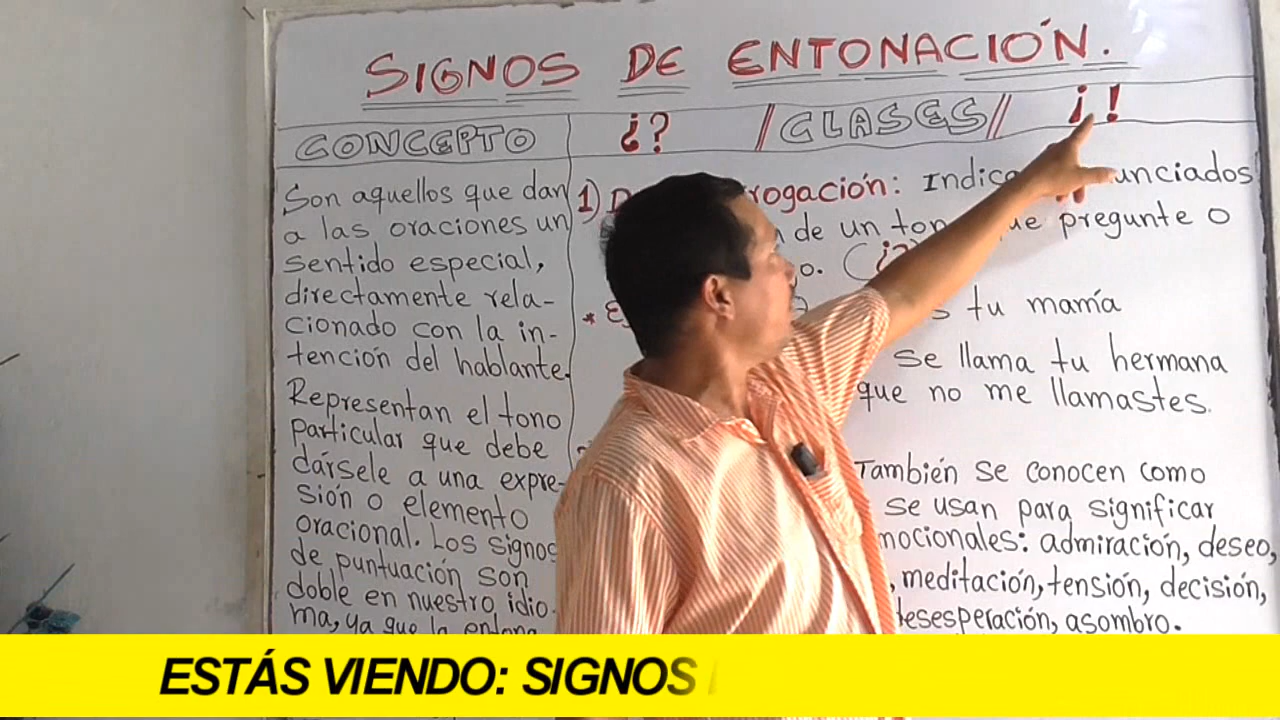 SIGNOS DE ENTONACIÓN.
CONCEPTO
¿? /CLASES// ¡!
Son aquellos que dan
a las oraciones un
sentido especial,
directamente rela-
cionado con la in-
tención del hablante.
Representan el tono
particular que debe
dársele a una expre-
sión o elemento
oracional. Los signos
de puntuación son
doble en nuestro idio-
ma, ya que la entona
1) rogación: Indica unciados
de un ton ue pregunte o
o. (¿?)
* Ej tu mamá
se llama tu hermana
que no me llamastes.
También se conocen como
se usan para significar
mocionales: admiración, deseo,
, meditación, tensión, decisión,
desesperación, asombro.
ESTÁS VIENDO: SIGNOS